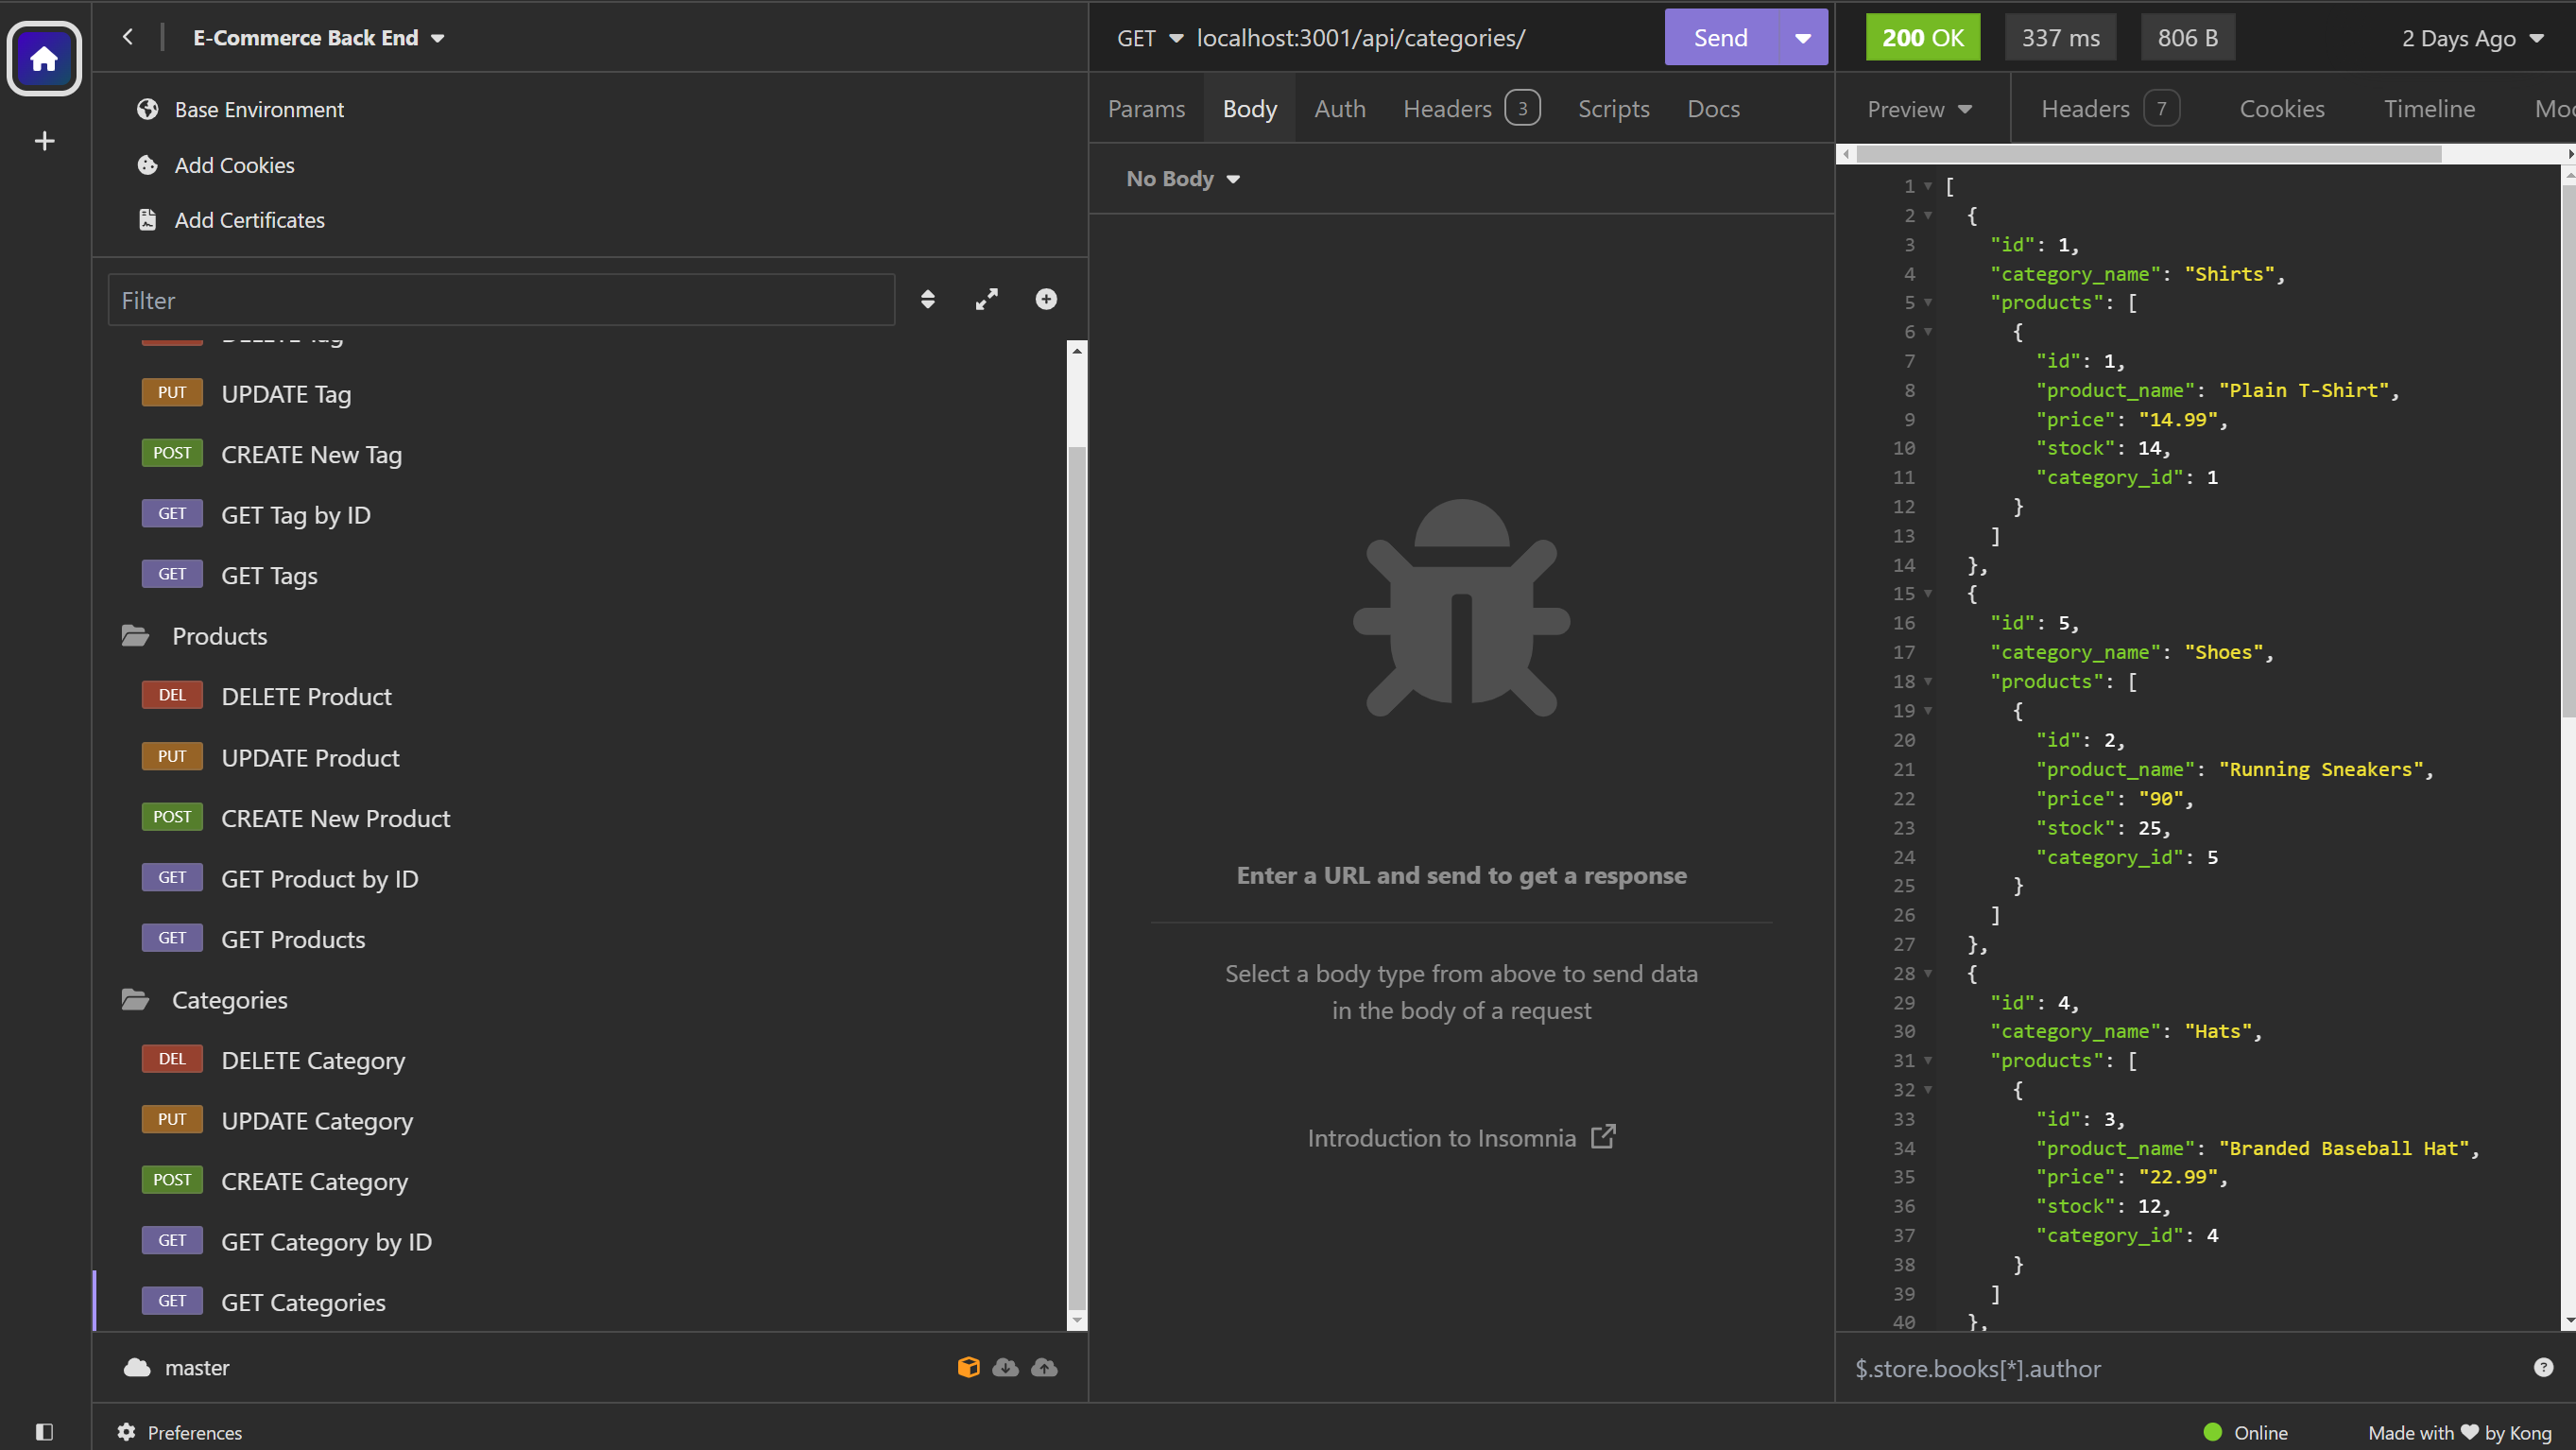 E-Commerce Back End
Base Environment
Add Cookies
Add Certificates
Filter
PUT UPDATE Tag
POST CREATE New Tag
GET GET Tag by ID
GET GET Tags
Products
DEL DELETE Product
PUT UPDATE Product
POST CREATE New Product
GET GET Product by ID
GET GET Products
Categories
DEL DELETE Category
PUT UPDATE Category
POST CREATE Category
GET GET Category by ID
GET GET Categories
master
Preferences
GET localhost:3001/api/categories/ Send
Params Body Auth Headers 3 Scripts Docs
No Body
Enter a URL and send to get a response
Select a body type from above to send data
in the body of a request
Introduction to Insomnia
200 OK 337 ms 806 B 2 Days Ago
Preview Headers 7 Cookies Timeline
1 [
2 {
3 "id": 1,
4 "category_name": "Shirts",
5 "products": [
6 {
7 "id": 1,
8 "product_name": "Plain T-Shirt",
9 "price": "14.99",
10 "stock": 14,
11 "category_id": 1
12 }
13 ]
14 },
15 {
16 "id": 5,
17 "category_name": "Shoes",
18 "products": [
19 {
20 "id": 2,
21 "product_name": "Running Sneakers",
22 "price": "90",
23 "stock": 25,
24 "category_id": 5
25 }
26 ]
27 },
28 {
29 "id": 4,
30 "category_name": "Hats",
31 "products": [
32 {
33 "id": 3,
34 "product_name": "Branded Baseball Hat",
35 "price": "22.99",
36 "stock": 12,
37 "category_id": 4
38 }
39 ]
40 },
$.store.books[*].author
Online Made with ❤ by Kong